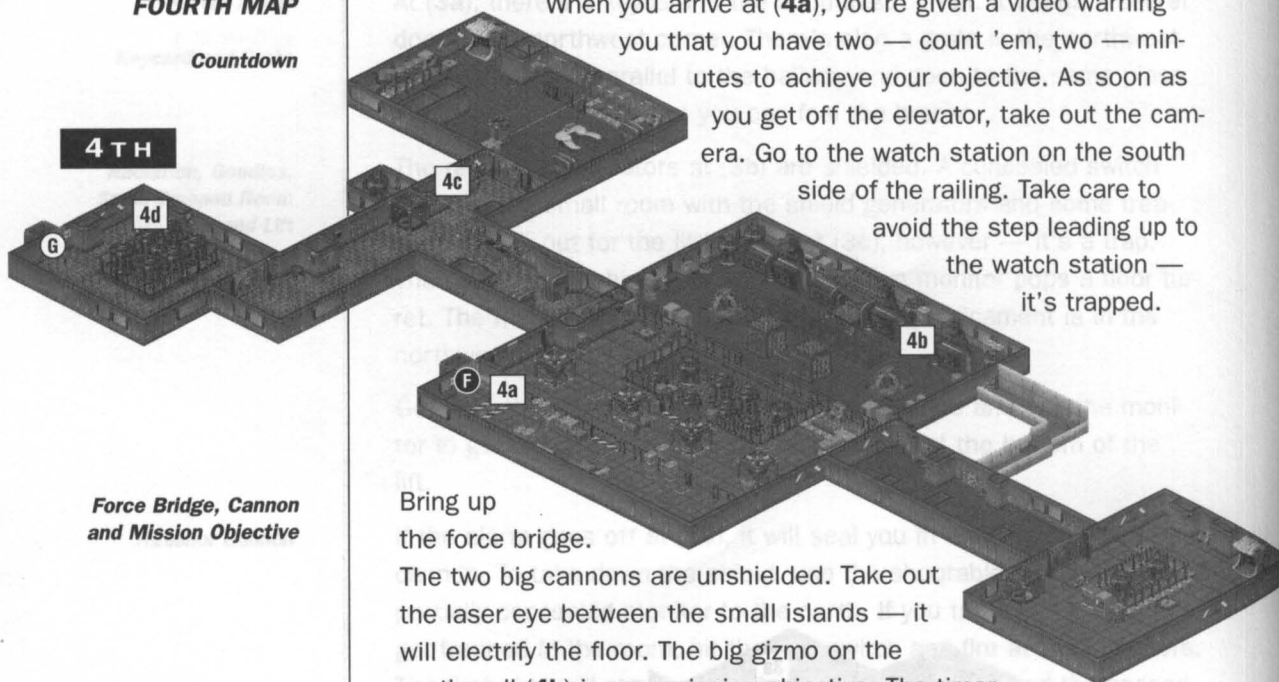 FOURTH MAP
Countdown
4TH
4d
G
4c
4b
F
4a
When you arrive at (4a), you're given a video warning
you that you have two — count 'em, two — min-
utes to achieve your objective. As soon as
you get off the elevator, take out the cam-
era. Go to the watch station on the south
side of the railing. Take care to
avoid the step leading up to
the watch station —
it's trapped.
Force Bridge, Cannon
and Mission Objective
Bring up
the force bridge.
The two big cannons are unshielded. Take out
the laser eye between the small islands — it
will electrify the floor. The big gizmo on the